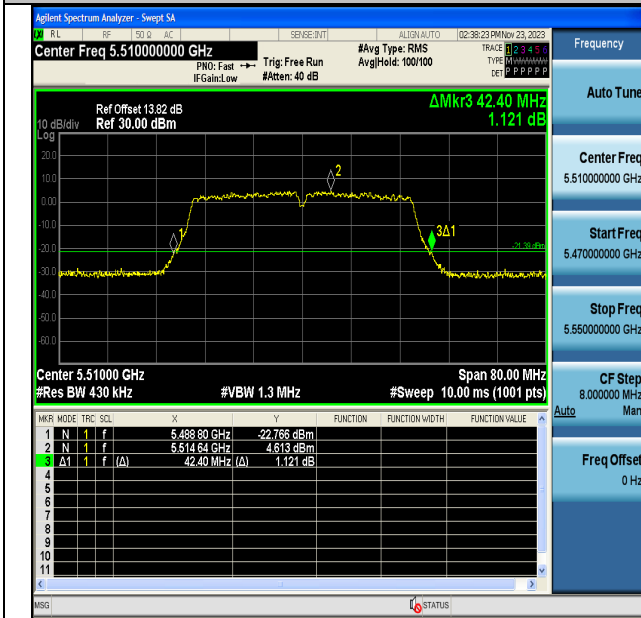 Agilent Spectrum Analyzer - Swept SA
RL RF 50 Ω AC SENSE:INT ALIGN AUTO 02:38:23 PM Nov 23, 2023
Center Freq 5.510000000 GHz
PNO: Fast Trig: Free Run
IFGain:Low #Atten: 40 dB
#Avg Type: RMS
Avg|Hold: 100/100
TRACE 1 2 3 4 5 6
TYPE M
DET P P P P P P
Ref Offset 13.82 dB
10 dB/div Ref 30.00 dBm
Log
ΔMkr3 42.40 MHz
1.121 dB
20.0
10.0
0.00
-10.0
-20.0
-30.0
-40.0
-50.0
-60.0
1
2
3Δ1
-21.39 dBm
Center 5.51000 GHz Span 80.00 MHz
#Res BW 430 kHz #VBW 1.3 MHz #Sweep 10.00 ms (1001 pts)
MKR MODE TRC SCL X Y FUNCTION FUNCTION WIDTH FUNCTION VALUE
1 N 1 f 5.488 80 GHz -22.766 dBm
2 N 1 f 5.514 64 GHz 4.613 dBm
3 Δ1 1 f (Δ) 42.40 MHz (Δ) 1.121 dB
4
5
6
7
8
9
10
11
MSG STATUS
Frequency
Auto Tune
Center Freq
5.510000000 GHz
Start Freq
5.470000000 GHz
Stop Freq
5.550000000 GHz
CF Step
8.000000 MHz
Auto Man
Freq Offset
0 Hz